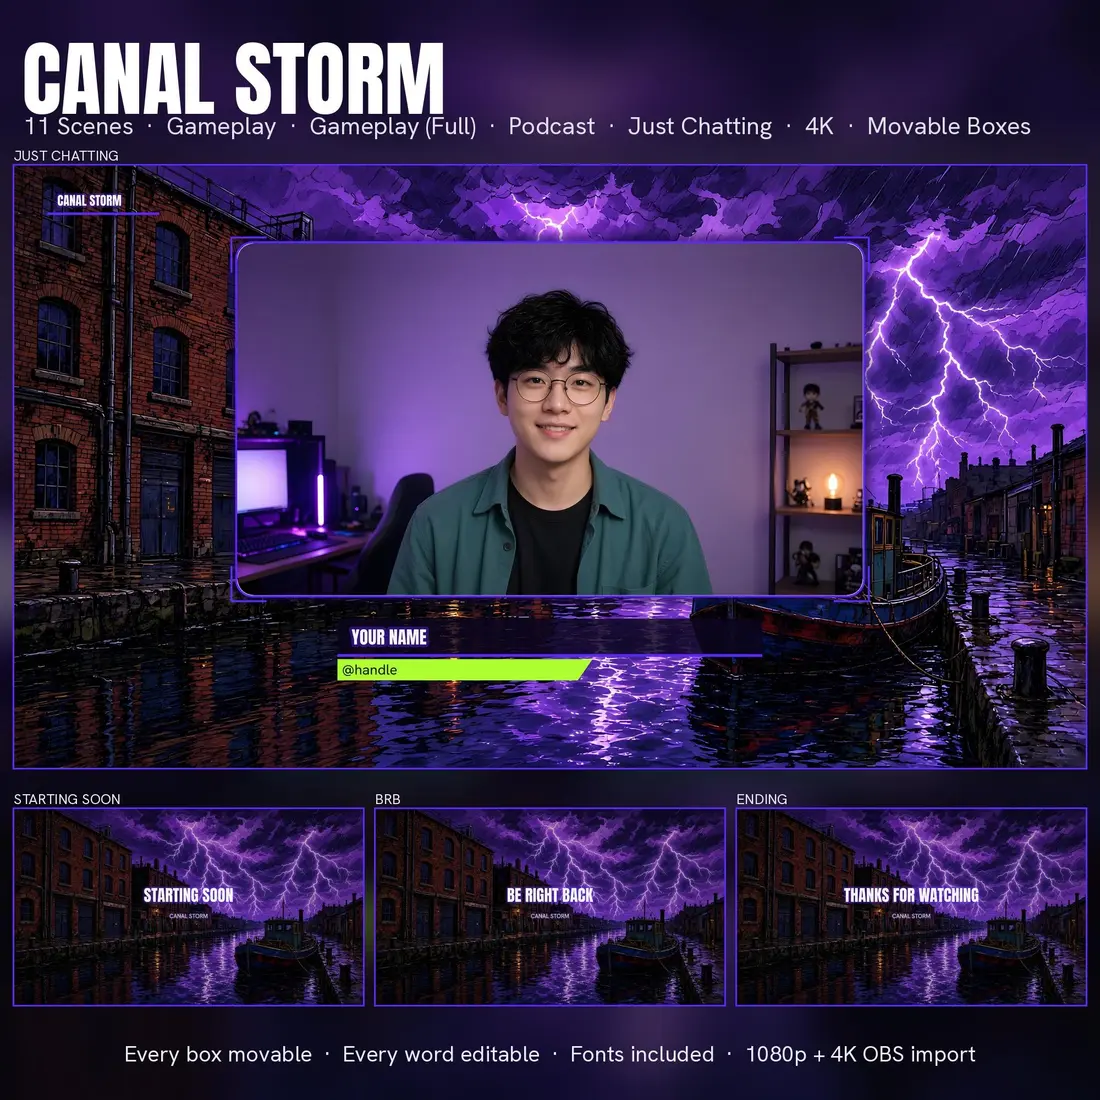 CANAL STORM
11 Scenes · Gameplay · Gameplay (Full) · Podcast · Just Chatting · 4K · Movable Boxes
JUST CHATTING
CANAL STORM
YOUR NAME
@handle
STARTING SOON
BRB
ENDING
STARTING SOON
CANAL STORM
BE RIGHT BACK
CANAL STORM
THANKS FOR WATCHING
CANAL STORM
Every box movable · Every word editable · Fonts included · 1080p + 4K OBS import